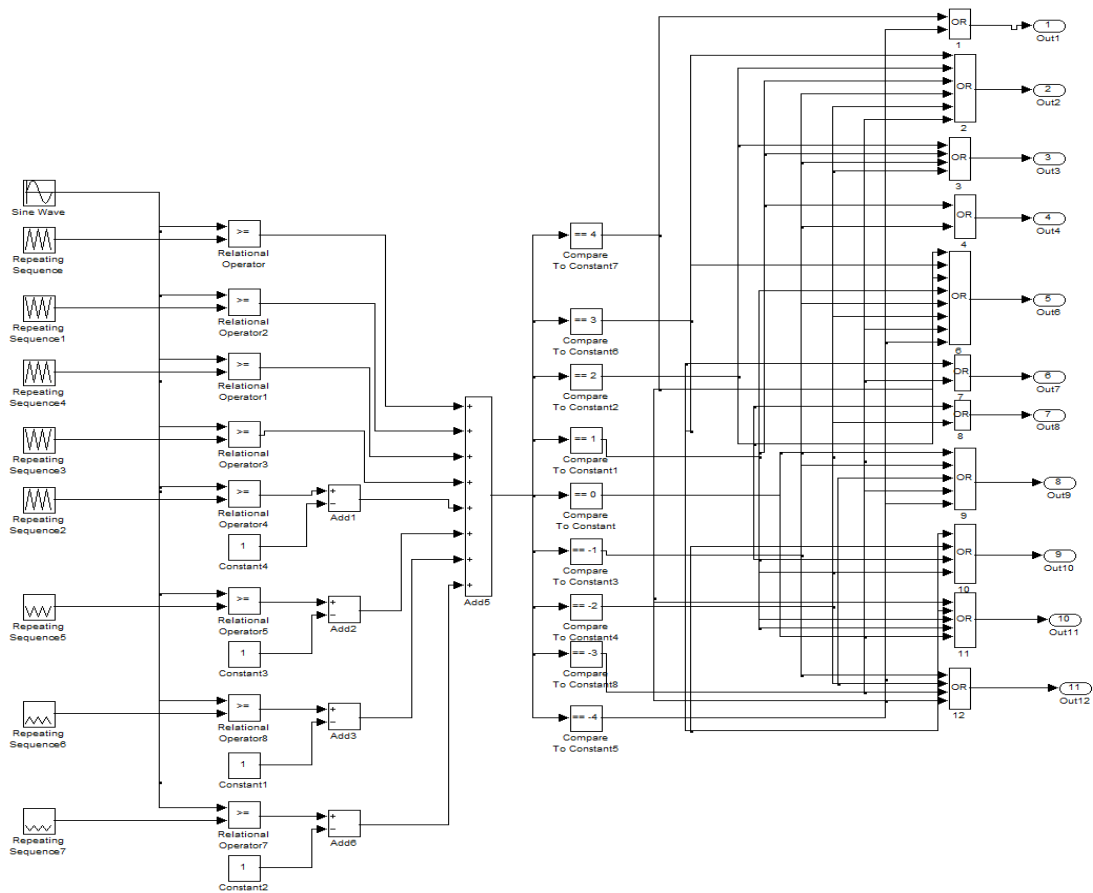 Sine Wave
Repeating
Sequence
Repeating
Sequence1
Repeating
Sequence4
Repeating
Sequence3
Repeating
Sequence2
Repeating
Sequence5
Repeating
Sequence6
Repeating
Sequence7
>=
Relational
Operator
>=
Relational
Operator2
>=
Relational
Operator1
>=
Relational
Operator3
>=
Relational
Operator4
1
Constant4
>=
Relational
Operator5
1
Constant3
>=
Relational
Operator8
1
Constant1
>=
Relational
Operator7
1
Constant2
+
−
Add1
+
−
Add2
+
−
Add3
+
−
Add6
+
+
+
+
+
+
+
+
Add5
== 4
Compare
To Constant7
== 3
Compare
To Constant6
== 2
Compare
To Constant2
== 1
Compare
To Constant1
== 0
Compare
To Constant
== -1
Compare
To Constant3
== -2
Compare
To Constant4
== -3
Compare
To Constant8
== -4
Compare
To Constant5
OR
1
OR
2
OR
3
OR
4
OR
6
OR
7
OR
8
OR
9
OR
10
OR
11
OR
12
1
Out1
2
Out2
3
Out3
4
Out4
5
Out6
6
Out7
7
Out8
8
Out9
9
Out10
10
Out11
11
Out12